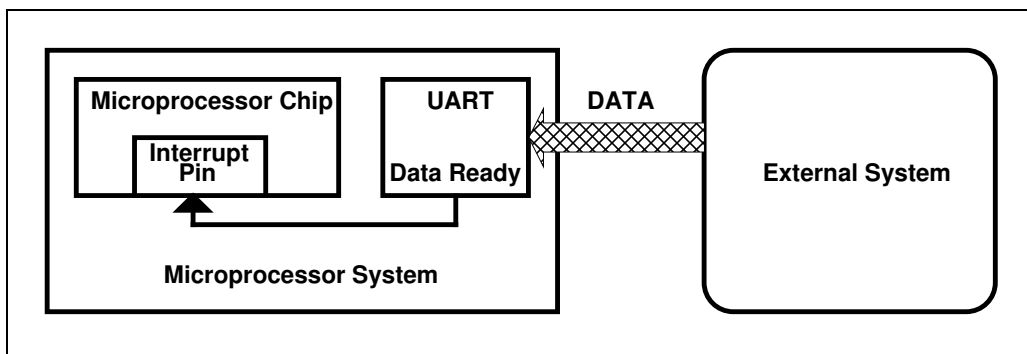 Microprocessor Chip
Interrupt
Pin
UART
Data Ready
DATA
External System
Microprocessor System